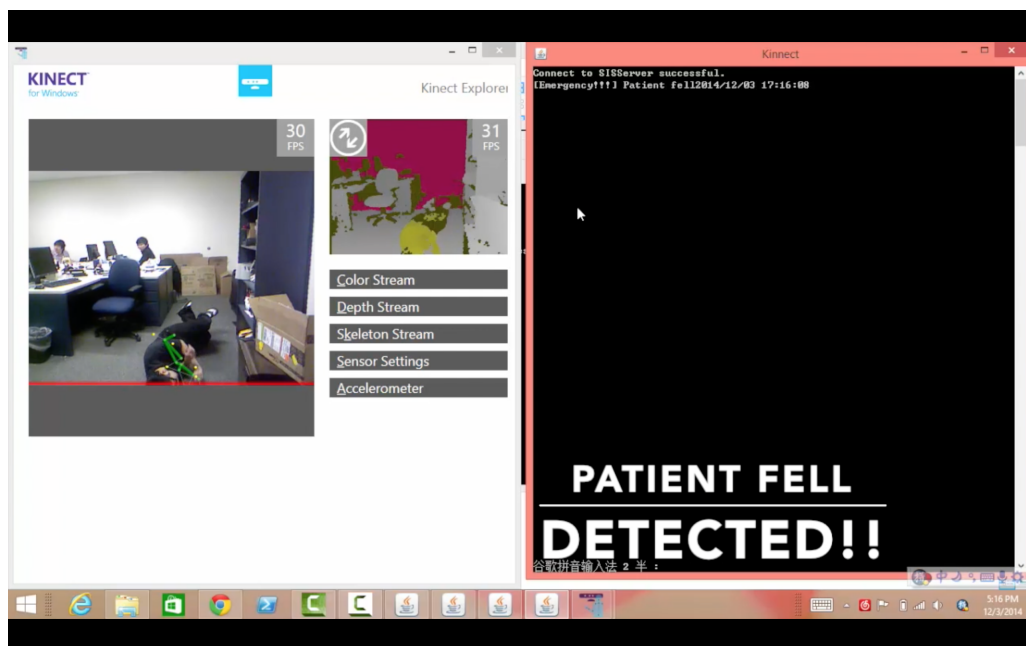 KINECT
for Windows
Kinect Explorer
30
FPS
31
FPS
Color Stream
Depth Stream
Skeleton Stream
Sensor Settings
Accelerometer
Kinnect
Connect to SISServer successful.
[Emergency!!!] Patient fell2014/12/03 17:16:08
PATIENT FELL
DETECTED!!
谷歌拼音输入法 2 半 :
中
5:16 PM
12/3/2014